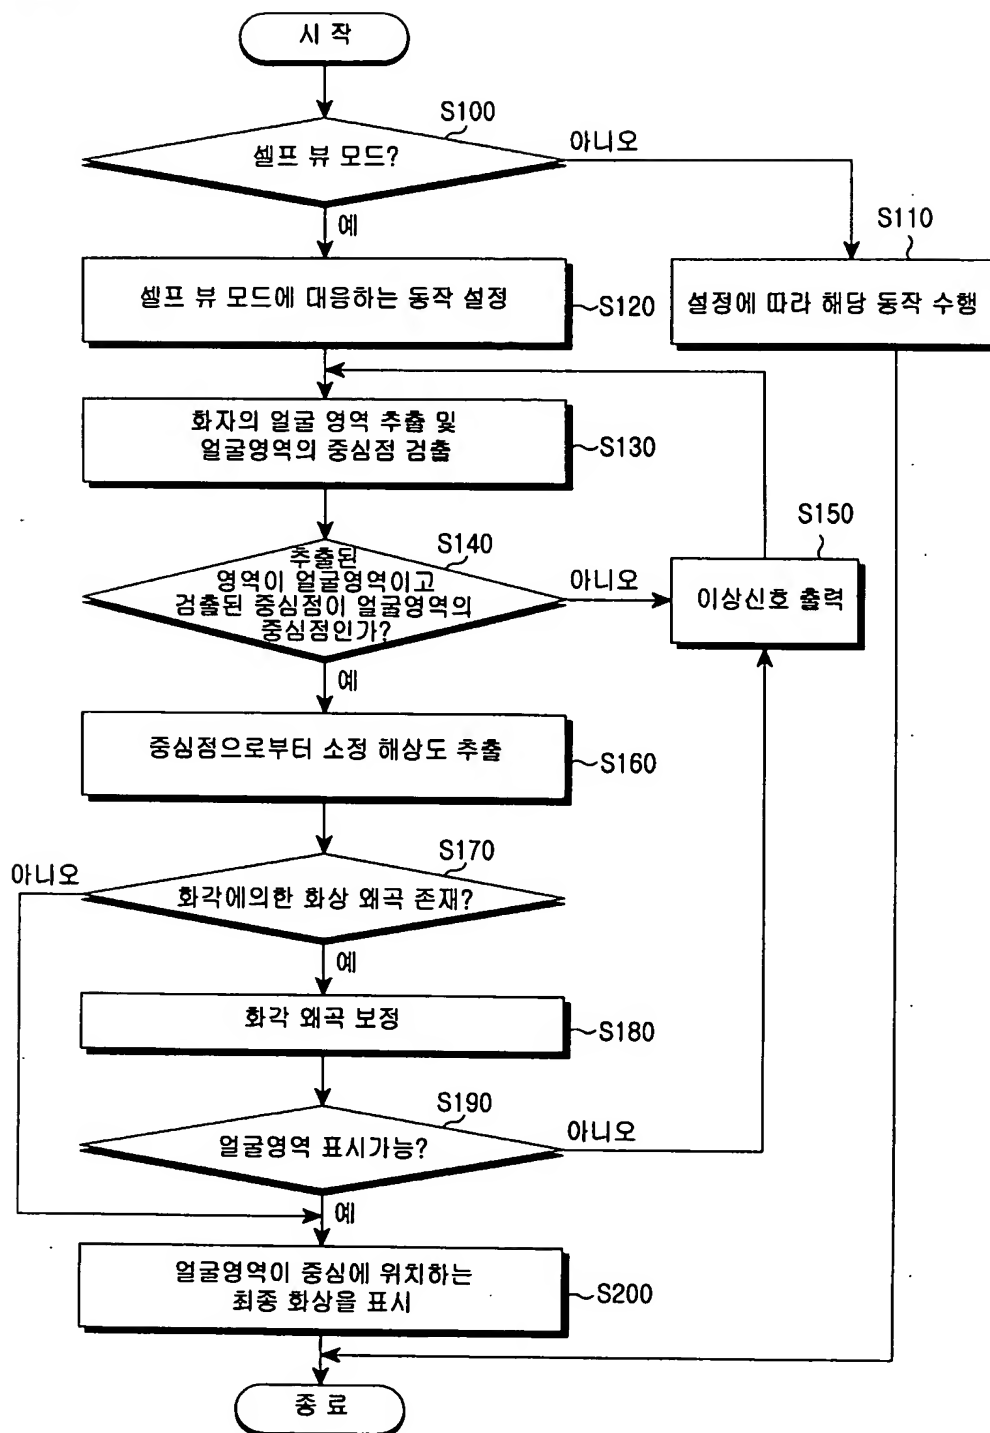 시 작
S100
셀프 뷰 모드?
아니오
예
S110
셀프 뷰 모드에 대응하는 동작 설정
S120
설정에 따라 해당 동작 수행
화자의 얼굴 영역 추출 및
얼굴영역의 중심점 검출
S130
S140
추출된
영역이 얼굴영역이고
검출된 중심점이 얼굴영역의
중심점인가?
아니오
S150
이상신호 출력
예
중심점으로부터 소정 해상도 추출
S160
S170
아니오
화각에의한 화상 왜곡 존재?
예
화각 왜곡 보정
S180
S190
얼굴영역 표시가능?
아니오
예
얼굴영역이 중심에 위치하는
최종 화상을 표시
S200
종 료